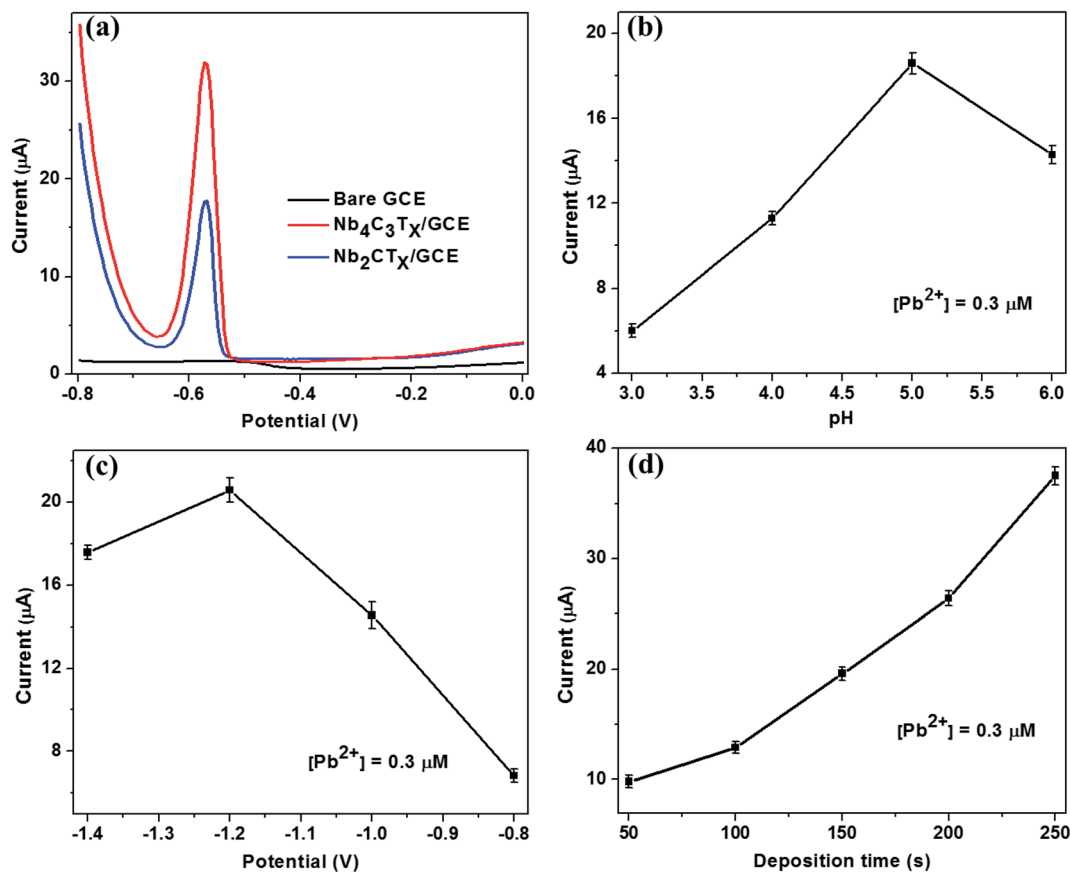 (a)
Current (μA)
30
20
10
0
Bare GCE
Nb4C3TX/GCE
Nb2CTX/GCE
-0.8 -0.6 -0.4 -0.2 0.0
Potential (V)
(b)
Current (μA)
20
16
12
8
4
[Pb2+] = 0.3 μM
3.0 3.5 4.0 4.5 5.0 5.5 6.0
pH
(c)
Current (μA)
20
16
12
8
[Pb2+] = 0.3 μM
-1.4 -1.3 -1.2 -1.1 -1.0 -0.9 -0.8
Potential (V)
(d)
Current (μA)
40
30
20
10
[Pb2+] = 0.3 μM
50 100 150 200 250
Deposition time (s)